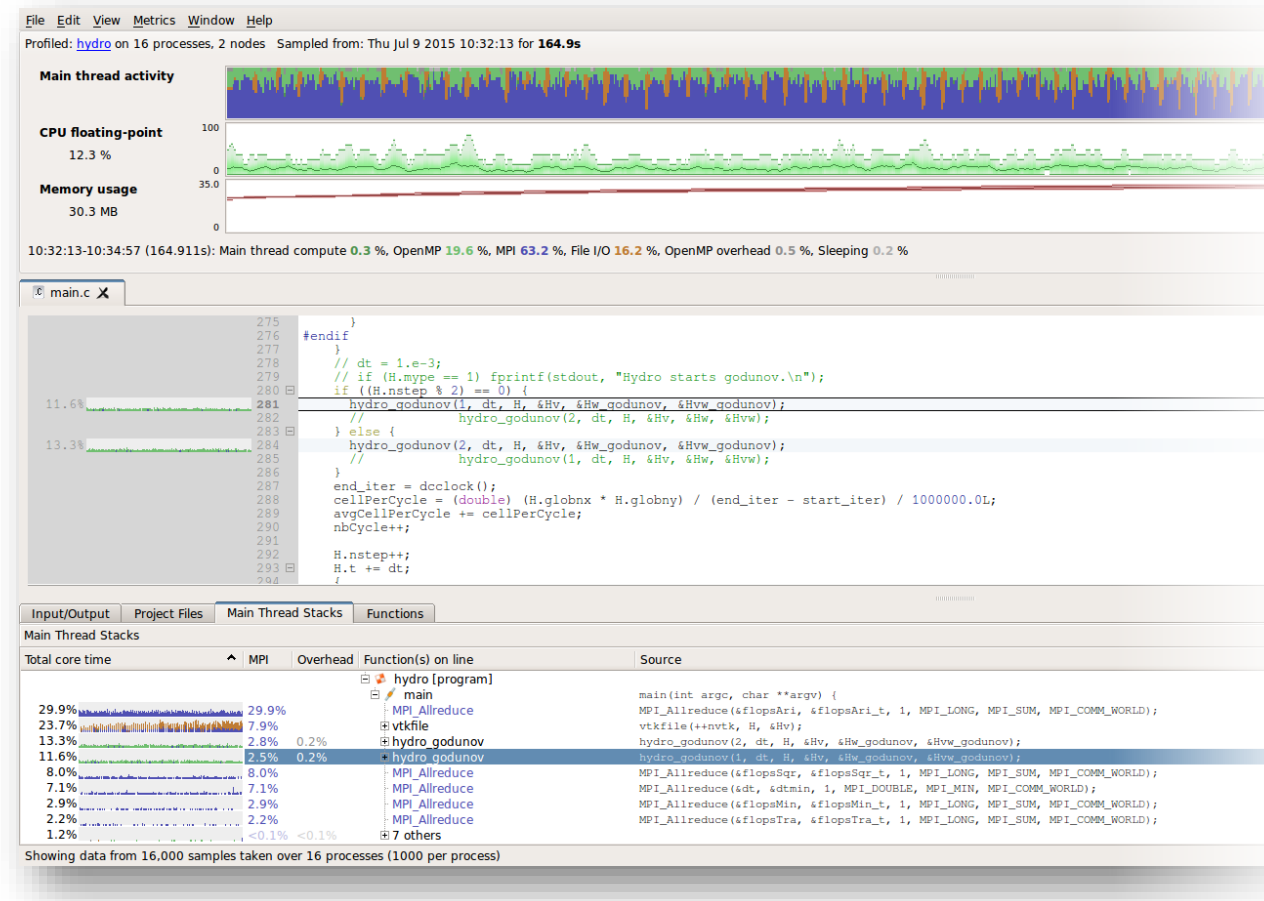 File Edit View Metrics Window Help
Profiled: hydro on 16 processes, 2 nodes Sampled from: Thu Jul 9 2015 10:32:13 for 164.9s
Main thread activity
CPU floating-point 100
12.3 %
0
Memory usage 35.0
30.3 MB
0
10:32:13-10:34:57 (164.911s): Main thread compute 0.3 %, OpenMP 19.6 %, MPI 63.2 %, File I/O 16.2 %, OpenMP overhead 0.5 %, Sleeping 0.2 %
.c main.c X
275 }
276 #endif
277 }
278 // dt = 1.e-3;
279 // if (H.mype == 1) fprintf(stdout, "Hydro starts godunov.\n");
280 if ((H.nstep % 2) == 0) {
11.6% 281 hydro_godunov(1, dt, H, &Hv, &Hw_godunov, &Hvw_godunov);
282 // hydro_godunov(2, dt, H, &Hv, &Hw, &Hvw);
283 } else {
13.3% 284 hydro_godunov(2, dt, H, &Hv, &Hw_godunov, &Hvw_godunov);
285 // hydro_godunov(1, dt, H, &Hv, &Hw, &Hvw);
286 }
287 end_iter = dcclock();
288 cellPerCycle = (double) (H.globnx * H.globny) / (end_iter - start_iter) / 1000000.0L;
289 avgCellPerCycle += cellPerCycle;
290 nbCycle++;
291
292 H.nstep++;
293 H.t += dt;
294 {
Input/Output Project Files Main Thread Stacks Functions
Main Thread Stacks
Total core time MPI Overhead Function(s) on line Source
hydro [program]
main main(int argc, char **argv) {
29.9% 29.9% MPI_Allreduce MPI_Allreduce(&flopsAri, &flopsAri_t, 1, MPI_LONG, MPI_SUM, MPI_COMM_WORLD);
23.7% 7.9% vtkfile vtkfile(++nvtk, H, &Hv);
13.3% 2.8% 0.2% hydro_godunov hydro_godunov(2, dt, H, &Hv, &Hw_godunov, &Hvw_godunov);
11.6% 2.5% 0.2% hydro_godunov hydro_godunov(1, dt, H, &Hv, &Hw_godunov, &Hvw_godunov);
8.0% 8.0% MPI_Allreduce MPI_Allreduce(&flopsSqr, &flopsSqr_t, 1, MPI_LONG, MPI_SUM, MPI_COMM_WORLD);
7.1% 7.1% MPI_Allreduce MPI_Allreduce(&dt, &dtmin, 1, MPI_DOUBLE, MPI_MIN, MPI_COMM_WORLD);
2.9% 2.9% MPI_Allreduce MPI_Allreduce(&flopsMin, &flopsMin_t, 1, MPI_LONG, MPI_SUM, MPI_COMM_WORLD);
2.2% 2.2% MPI_Allreduce MPI_Allreduce(&flopsTra, &flopsTra_t, 1, MPI_LONG, MPI_SUM, MPI_COMM_WORLD);
1.2% <0.1% <0.1% 7 others
Showing data from 16,000 samples taken over 16 processes (1000 per process)